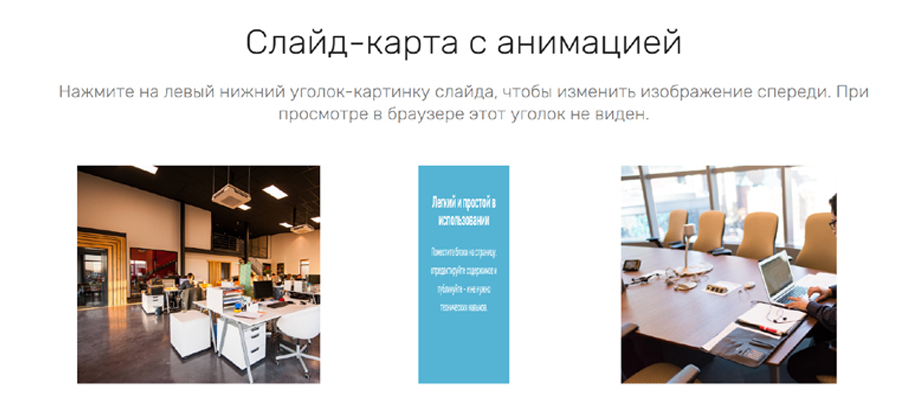 Слайд-карта с анимацией
Нажмите на левый нижний уголок-картинку слайда, чтобы изменить изображение спереди. При
просмотре в браузере этот уголок не виден.
Легкий и простой в
использовании
Поместите блоки на страницу,
отредактируйте содержимое и
публикуйте – и не нужно
технических навыков.